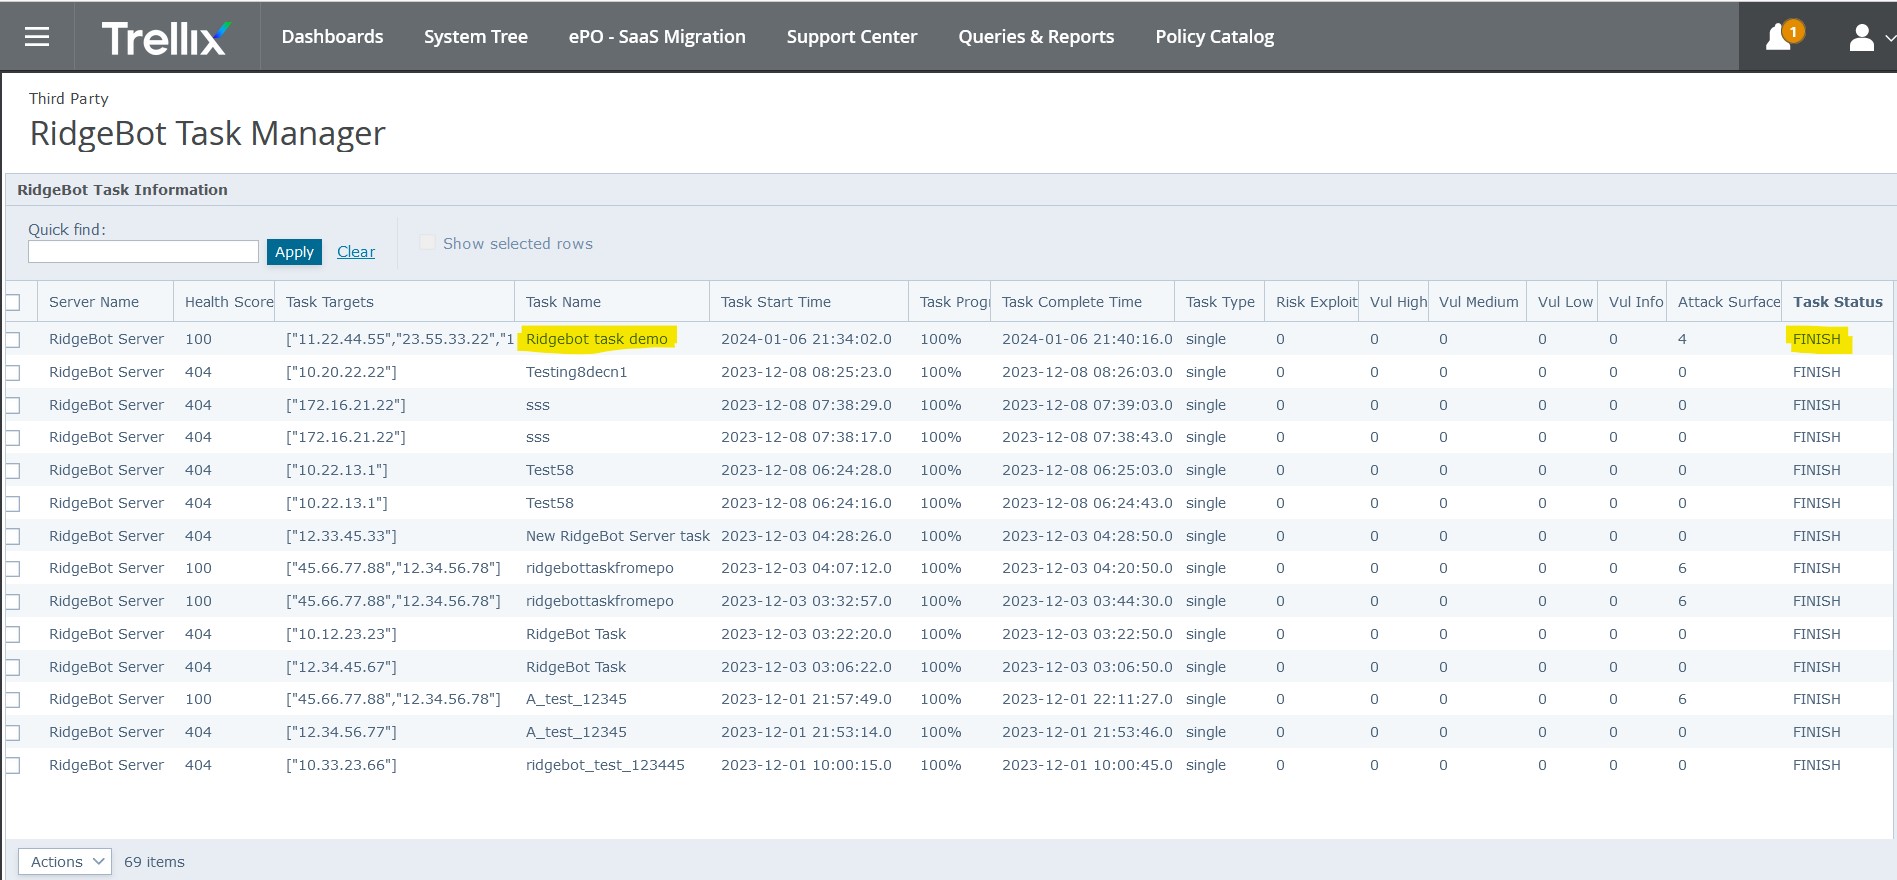 Trellix Dashboards System Tree ePO - SaaS Migration Support Center Queries & Reports Policy Catalog 1
Third Party
RidgeBot Task Manager
RidgeBot Task Information
Quick find:
Apply Clear Show selected rows
Server Name Health Score Task Targets Task Name Task Start Time Task Progr Task Complete Time Task Type Risk Exploit Vul High Vul Medium Vul Low Vul Info Attack Surface Task Status
RidgeBot Server 100 ["11.22.44.55","23.55.33.22","1 Ridgebot task demo 2024-01-06 21:34:02.0 100% 2024-01-06 21:40:16.0 single 0 0 0 0 0 4 FINISH
RidgeBot Server 404 ["10.20.22.22"] Testing8decn1 2023-12-08 08:25:23.0 100% 2023-12-08 08:26:03.0 single 0 0 0 0 0 0 FINISH
RidgeBot Server 404 ["172.16.21.22"] sss 2023-12-08 07:38:29.0 100% 2023-12-08 07:39:03.0 single 0 0 0 0 0 0 FINISH
RidgeBot Server 404 ["172.16.21.22"] sss 2023-12-08 07:38:17.0 100% 2023-12-08 07:38:43.0 single 0 0 0 0 0 0 FINISH
RidgeBot Server 404 ["10.22.13.1"] Test58 2023-12-08 06:24:28.0 100% 2023-12-08 06:25:03.0 single 0 0 0 0 0 0 FINISH
RidgeBot Server 404 ["10.22.13.1"] Test58 2023-12-08 06:24:16.0 100% 2023-12-08 06:24:43.0 single 0 0 0 0 0 0 FINISH
RidgeBot Server 404 ["12.33.45.33"] New RidgeBot Server task 2023-12-03 04:28:26.0 100% 2023-12-03 04:28:50.0 single 0 0 0 0 0 0 FINISH
RidgeBot Server 100 ["45.66.77.88","12.34.56.78"] ridgebottaskfromepo 2023-12-03 04:07:12.0 100% 2023-12-03 04:20:50.0 single 0 0 0 0 0 6 FINISH
RidgeBot Server 100 ["45.66.77.88","12.34.56.78"] ridgebottaskfromepo 2023-12-03 03:32:57.0 100% 2023-12-03 03:44:30.0 single 0 0 0 0 0 6 FINISH
RidgeBot Server 404 ["10.12.23.23"] RidgeBot Task 2023-12-03 03:22:20.0 100% 2023-12-03 03:22:50.0 single 0 0 0 0 0 0 FINISH
RidgeBot Server 404 ["12.34.45.67"] RidgeBot Task 2023-12-03 03:06:22.0 100% 2023-12-03 03:06:50.0 single 0 0 0 0 0 0 FINISH
RidgeBot Server 100 ["45.66.77.88","12.34.56.78"] A_test_12345 2023-12-01 21:57:49.0 100% 2023-12-01 22:11:27.0 single 0 0 0 0 0 6 FINISH
RidgeBot Server 404 ["12.34.56.77"] A_test_12345 2023-12-01 21:53:14.0 100% 2023-12-01 21:53:46.0 single 0 0 0 0 0 0 FINISH
RidgeBot Server 404 ["10.33.23.66"] ridgebot_test_123445 2023-12-01 10:00:15.0 100% 2023-12-01 10:00:45.0 single 0 0 0 0 0 0 FINISH
Actions 69 items